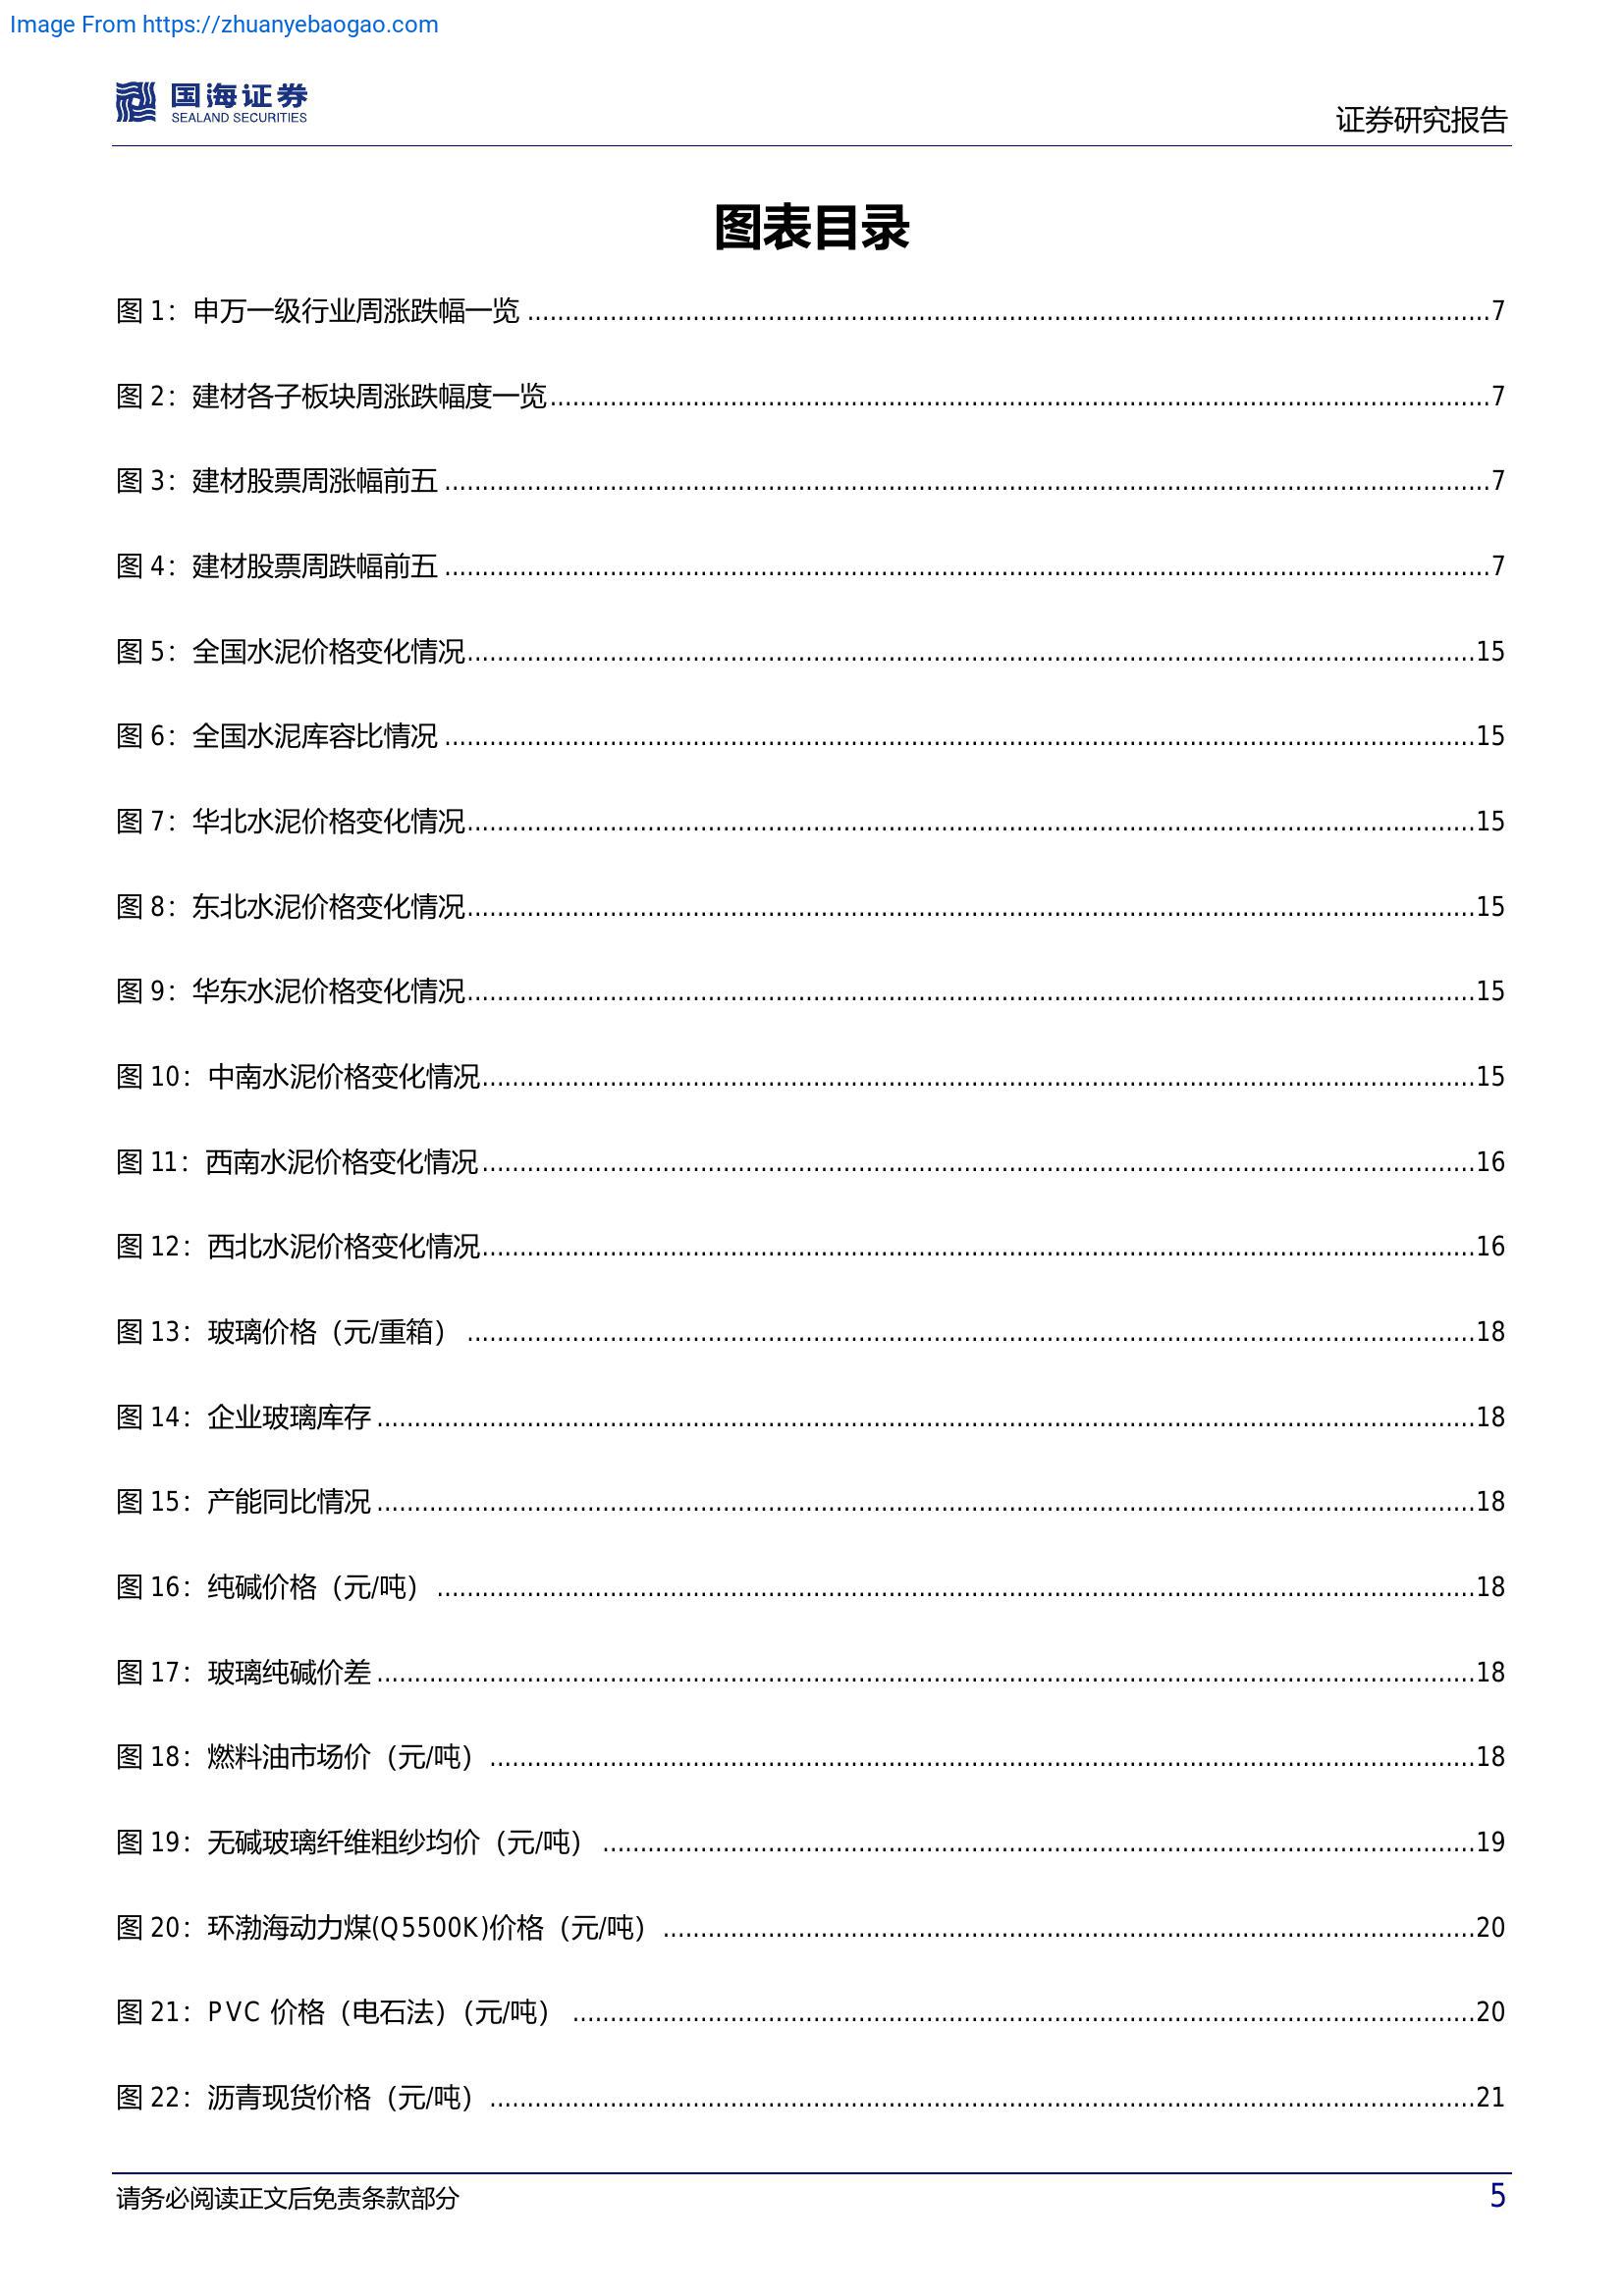 Image From https://zhuanyebaogao.com
国海证券
SEALAND SECURITIES
证券研究报告
图表目录
图 1：申万一级行业周涨跌幅一览 ........ 7
图 2：建材各子板块周涨跌幅度一览 ........ 7
图 3：建材股票周涨幅前五 ........ 7
图 4：建材股票周跌幅前五 ........ 7
图 5：全国水泥价格变化情况 ........ 15
图 6：全国水泥库容比情况 ........ 15
图 7：华北水泥价格变化情况 ........ 15
图 8：东北水泥价格变化情况 ........ 15
图 9：华东水泥价格变化情况 ........ 15
图 10：中南水泥价格变化情况 ........ 15
图 11：西南水泥价格变化情况 ........ 16
图 12：西北水泥价格变化情况 ........ 16
图 13：玻璃价格（元/重箱） ........ 18
图 14：企业玻璃库存 ........ 18
图 15：产能同比情况 ........ 18
图 16：纯碱价格（元/吨） ........ 18
图 17：玻璃纯碱价差 ........ 18
图 18：燃料油市场价（元/吨） ........ 18
图 19：无碱玻璃纤维粗纱均价（元/吨） ........ 19
图 20：环渤海动力煤(Q5500K)价格（元/吨） ........ 20
图 21：PVC 价格（电石法）（元/吨） ........ 20
图 22：沥青现货价格（元/吨） ........ 21
请务必阅读正文后免责条款部分
5